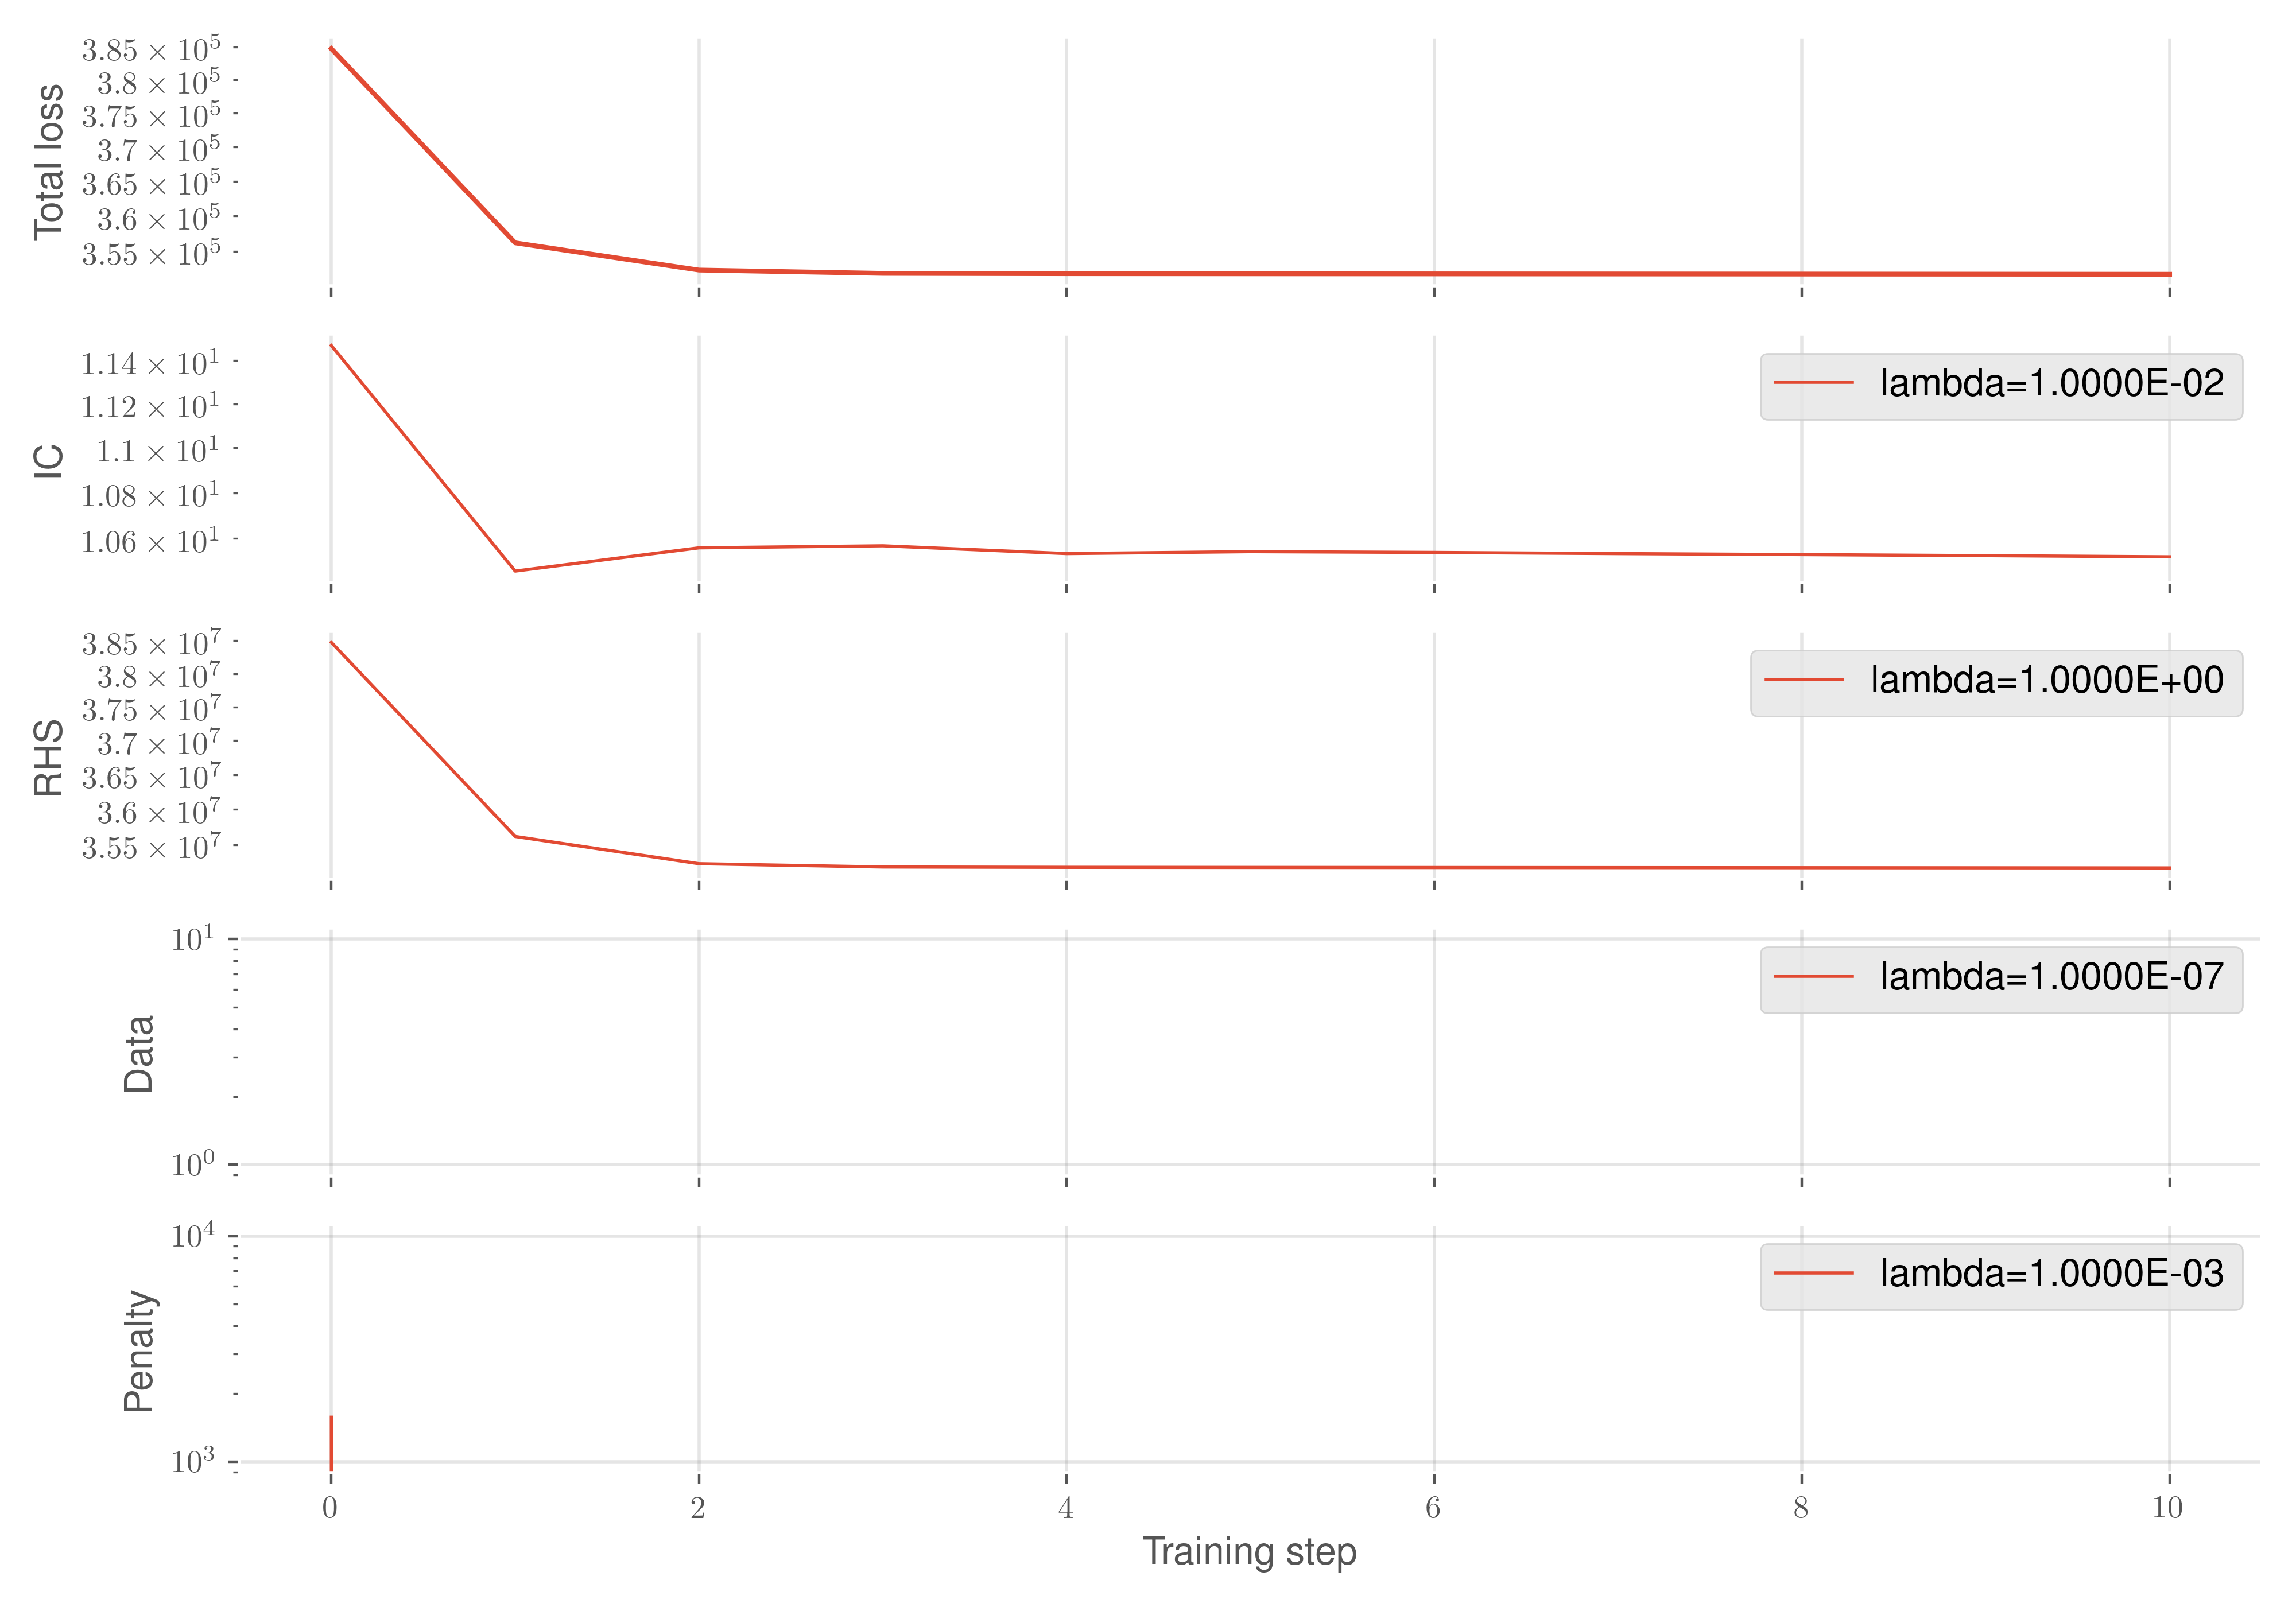 Total loss
3.85 × 10^5
3.8 × 10^5
3.75 × 10^5
3.7 × 10^5
3.65 × 10^5
3.6 × 10^5
3.55 × 10^5
IC
1.14 × 10^1
1.12 × 10^1
1.1 × 10^1
1.08 × 10^1
1.06 × 10^1
lambda=1.0000E-02
RHS
3.85 × 10^7
3.8 × 10^7
3.75 × 10^7
3.7 × 10^7
3.65 × 10^7
3.6 × 10^7
3.55 × 10^7
lambda=1.0000E+00
Data
10^1
10^0
lambda=1.0000E-07
Penalty
10^4
10^3
lambda=1.0000E-03
0 2 4 6 8 10
Training step